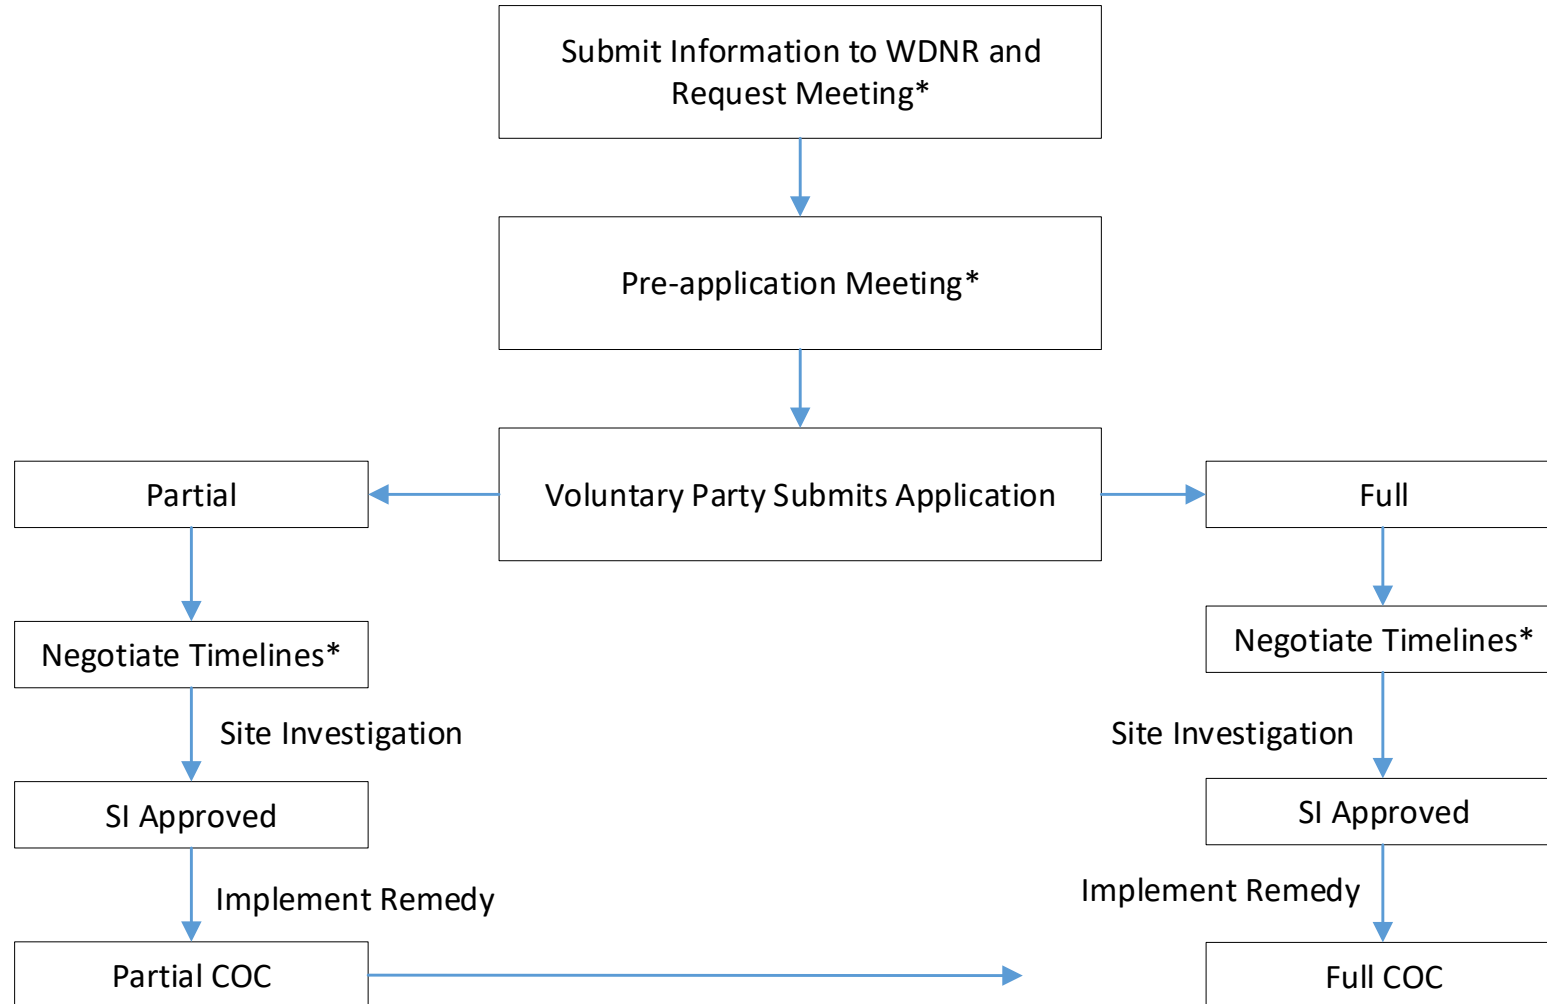 Submit Information to WDNR and
Request Meeting*
Pre-application Meeting*
Partial
Voluntary Party Submits Application
Full
Negotiate Timelines*
Negotiate Timelines*
Site Investigation
Site Investigation
SI Approved
SI Approved
Implement Remedy
Implement Remedy
Partial COC
Full COC